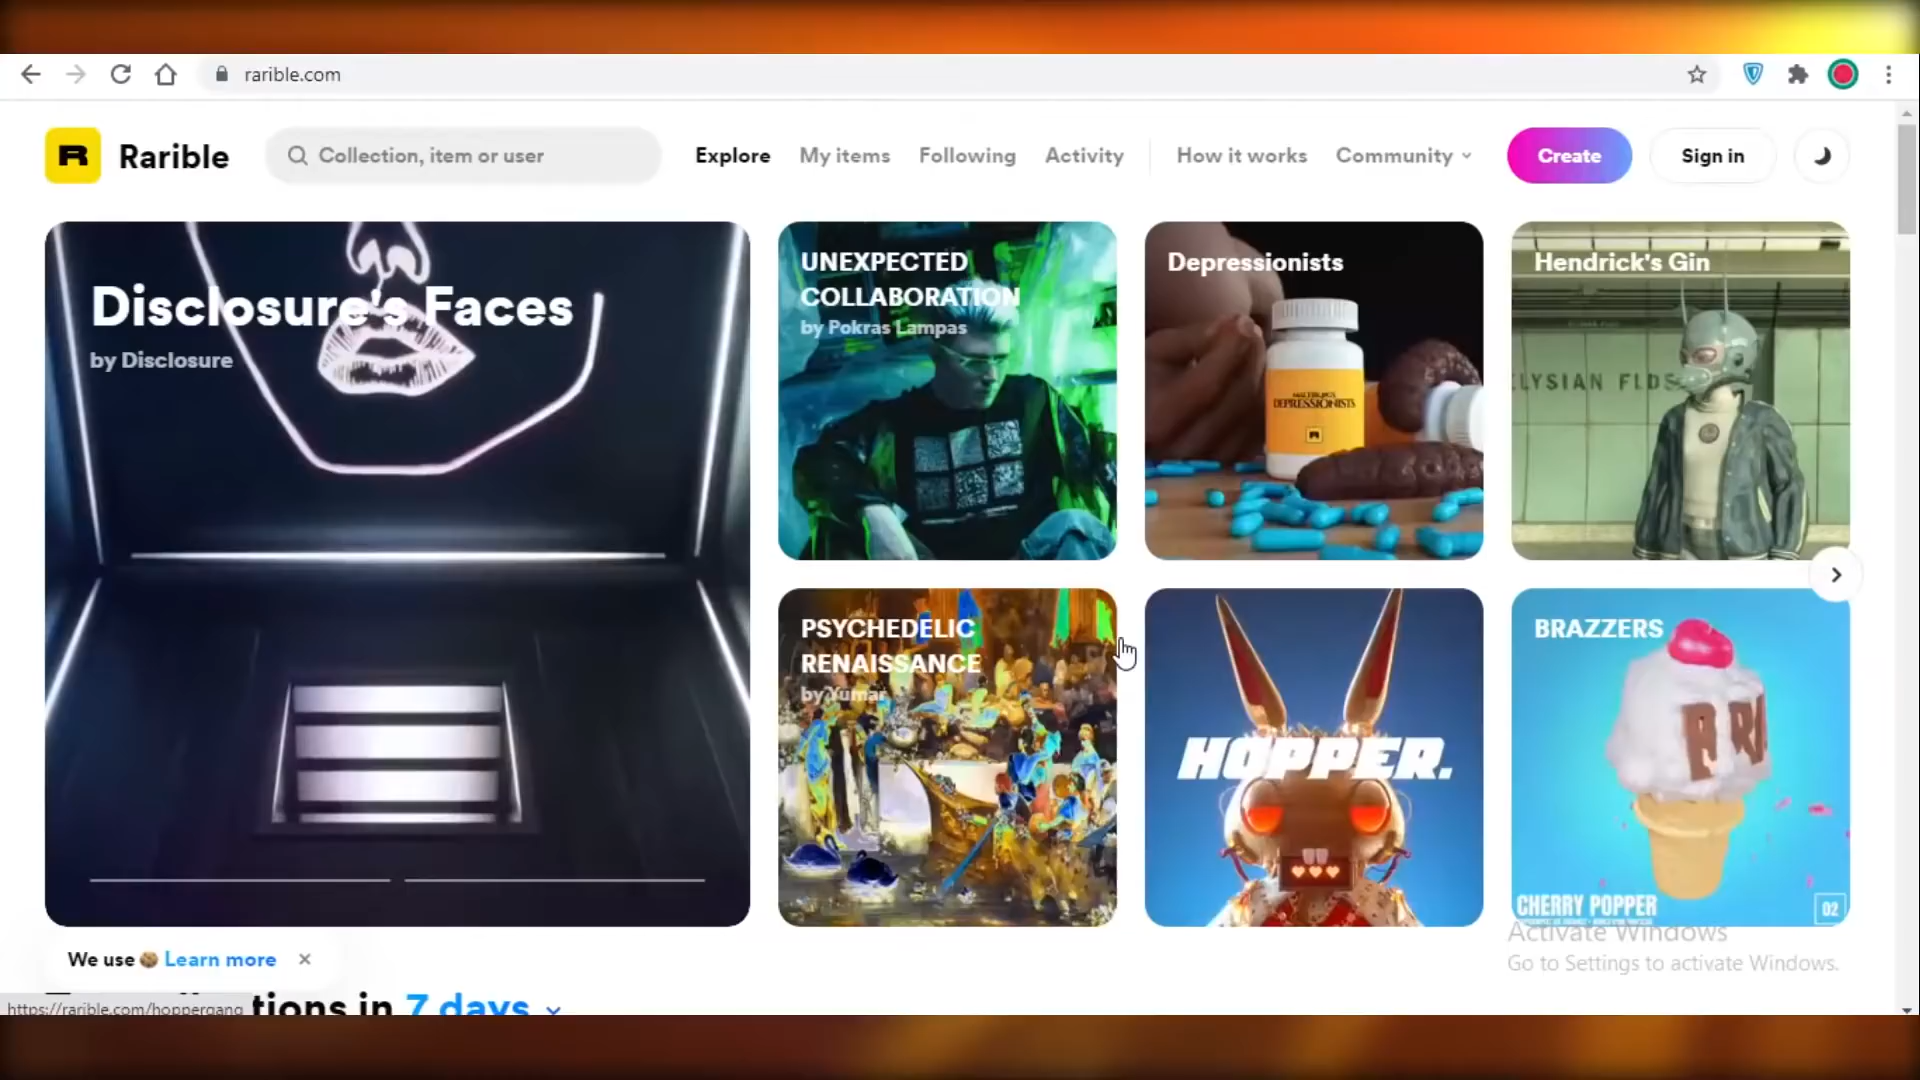 rarible.com
R Rarible
Collection, item or user
Explore
My items
Following
Activity
How it works
Community
Create
Sign in
Disclosure's Faces
by Disclosure
UNEXPECTED
COLLABORATION
by Pokras Lampas
Depressionists
DEPRESSIONISTS
Hendrick's Gin
LYSIAN FLDS
PSYCHEDELIC
RENAISSANCE
by Yumar
HOPPER.
BRAZZERS
CHERRY POPPER
02
Activate Windows
Go to Settings to activate Windows.
We use 🍪 Learn more
tions in 7 days
https://rarible.com/hoppergang